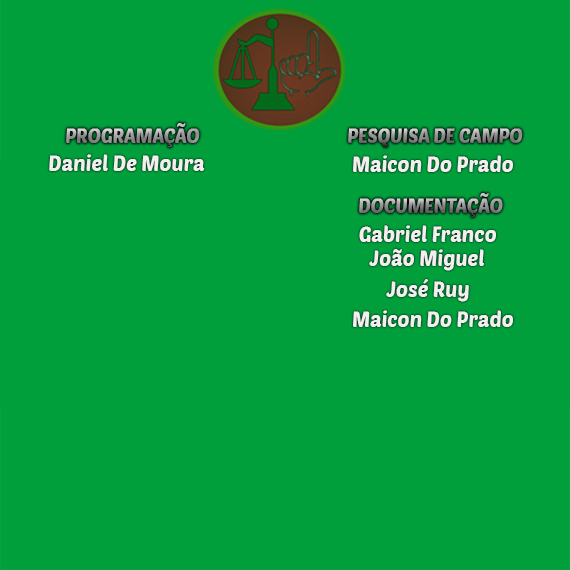 PROGRAMAÇÃO
Daniel De Moura
PESQUISA DE CAMPO
Maicon Do Prado
DOCUMENTAÇÃO
Gabriel Franco
João Miguel
José Ruy
Maicon Do Prado